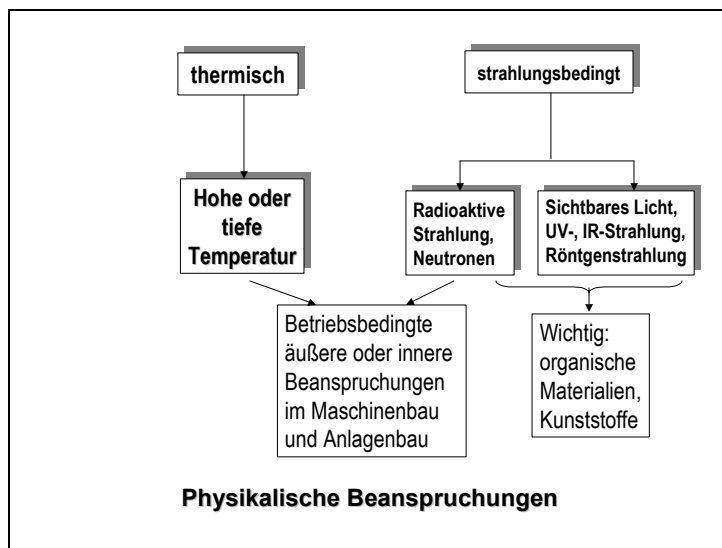 thermisch
strahlungsbedingt
Hohe oder
tiefe
Temperatur
Radioaktive
Strahlung,
Neutronen
Sichtbares Licht,
UV-, IR-Strahlung,
Röntgenstrahlung
Betriebsbedingte
äußere oder innere
Beanspruchungen
im Maschinenbau
und Anlagenbau
Wichtig:
organische
Materialien,
Kunststoffe
Physikalische Beanspruchungen